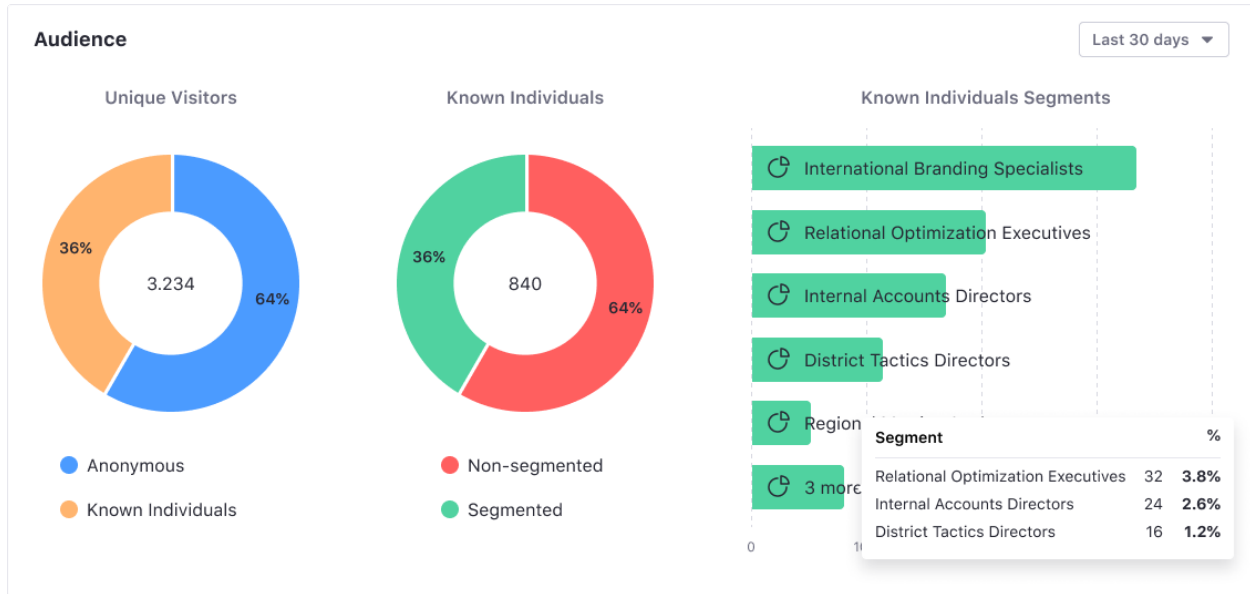 Audience
Last 30 days
Unique Visitors
Known Individuals
Known Individuals Segments
36%
3.234
64%
36%
840
64%
International Branding Specialists
Relational Optimization Executives
Internal Accounts Directors
District Tactics Directors
Region
3 more
Anonymous
Known Individuals
Non-segmented
Segmented
0
Segment %
Relational Optimization Executives 32 3.8%
Internal Accounts Directors 24 2.6%
District Tactics Directors 16 1.2%